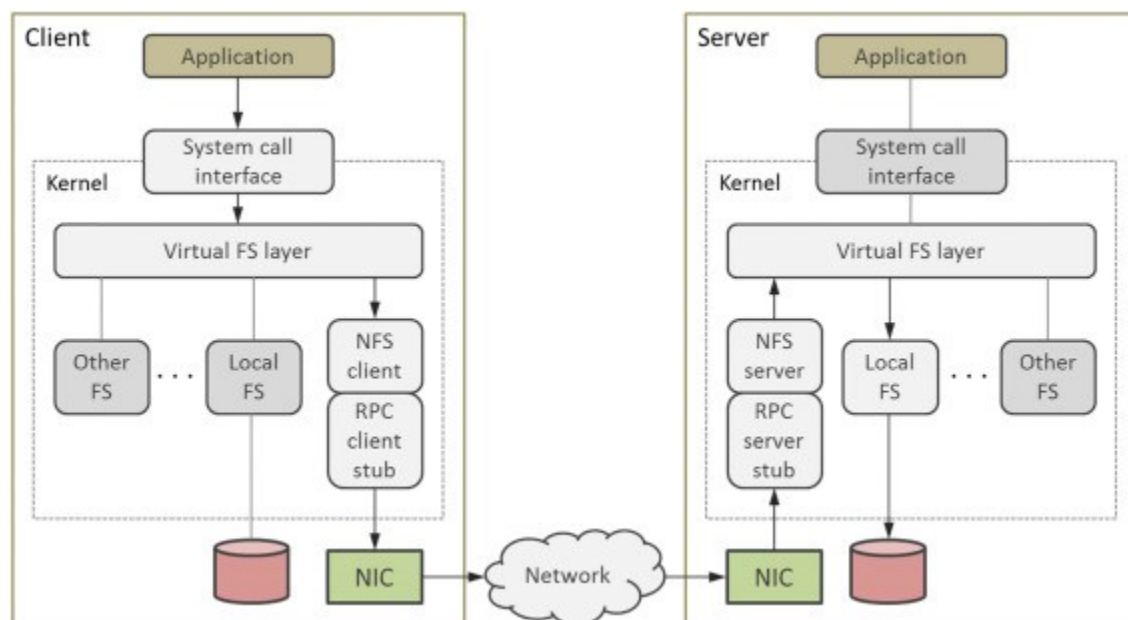 Client
Application
System call
interface
Kernel
Virtual FS layer
Other
FS
. . .
Local
FS
NFS
client
RPC
client
stub
NIC
Network
Server
Application
System call
interface
Kernel
Virtual FS layer
NFS
server
RPC
server
stub
Local
FS
. . .
Other
FS
NIC